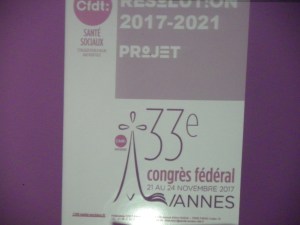 Cfdt:
SANTÉ
SOCIAUX
RÉSOLUTION
2017-2021
PROJET
33e
congrès fédéral
21 AU 24 NOVEMBRE 2017
VANNES